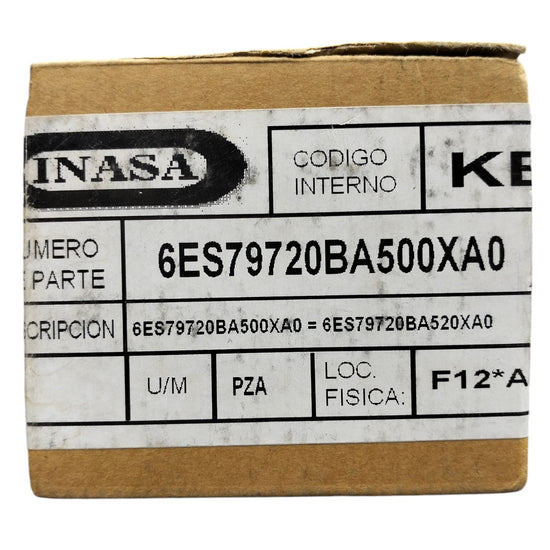 INASA
CODIGO
INTERNO
KE
UMERO
E PARTE
6ES79720BA500XA0
SCRIPCION
6ES79720BA500XA0 = 6ES79720BA520XA0
U/M
PZA
LOC.
FISICA:
F12*A